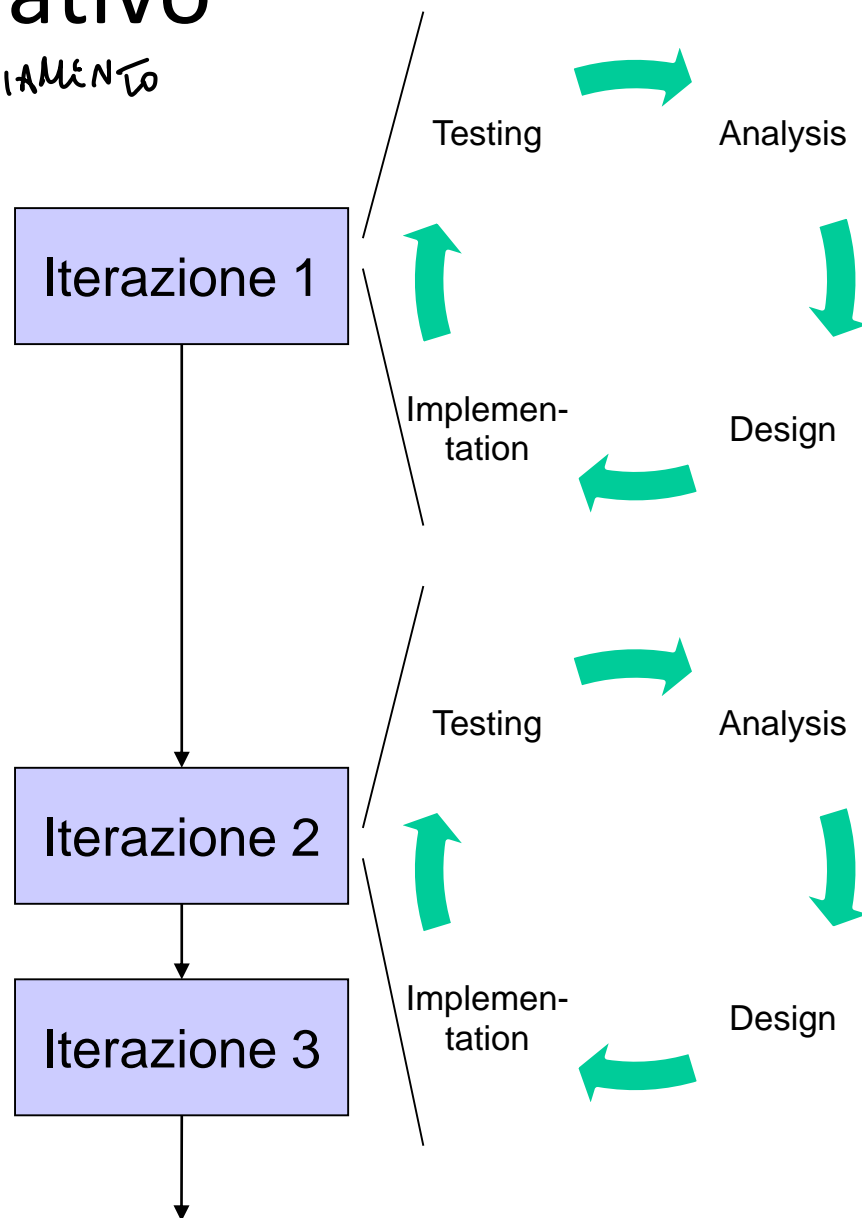 ativo
IAMENTO
Testing
Analysis
Iterazione 1
Implemen-
tation
Design
Testing
Analysis
Iterazione 2
Implemen-
tation
Design
Iterazione 3